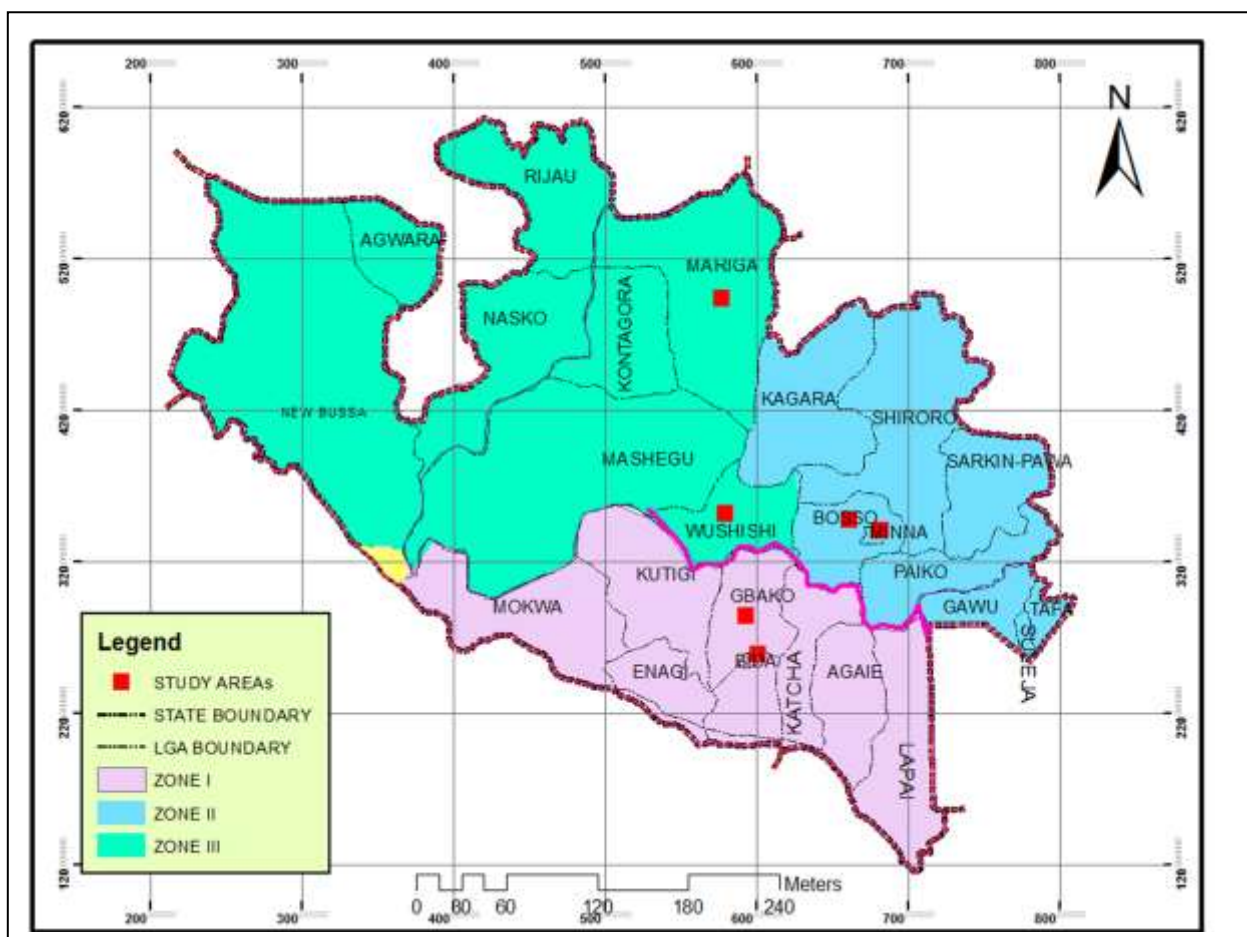 200 300 400 500 600 700 800
N
620 620
RIJAU
AGWARA
MARIGA
520 520
NASKO
KONTAGORA
KAGARA
NEW BUSSA
SHIRORO
420 420
MASHEGU
SARKIN-PAWA
WUSHISHI
BOSSO
MINNA
320 320
KUTIGI
PAIKO
MOKWA
GBAKO
GAWU
TAFA
SULEJA
ENAGI
KATCHA
AGAIE
220 220
LAPAI
Legend
STUDY AREAs
STATE BOUNDARY
LGA BOUNDARY
ZONE I
ZONE II
ZONE III
120 120
Meters
0 30 60 120 180 240
200 300 400 500 600 700 800